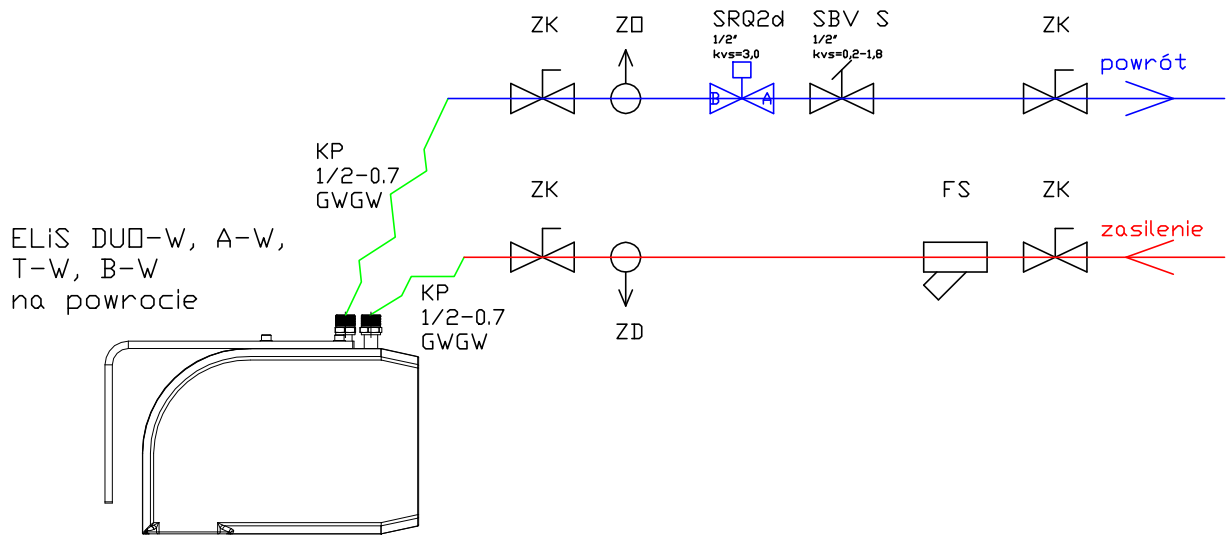 ZK
ZO
SRQ2d
1/2"
kvs=3,0
SBV S
1/2"
kvs=0,2-1,8
ZK
powrót
B
A
KP
1/2-0.7
GWGW
ZK
FS
ZK
zasilenie
ELiS DUO-W, A-W,
T-W, B-W
na powrocie
KP
1/2-0.7
GWGW
ZD